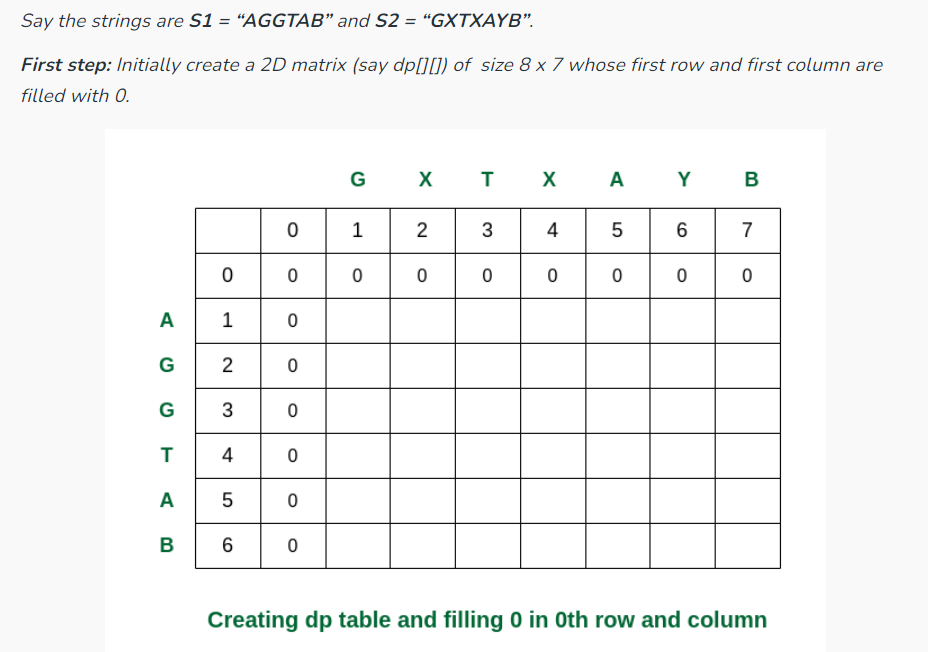 Say the strings are S1 = “AGGTAB” and S2 = “GXTXAYB”.
First step: Initially create a 2D matrix (say dp[][]) of size 8 x 7 whose first row and first column are
filled with 0.
G X T X A Y B
0 1 2 3 4 5 6 7
0 0 0 0 0 0 0 0 0
A 1 0
G 2 0
G 3 0
T 4 0
A 5 0
B 6 0
Creating dp table and filling 0 in 0th row and column